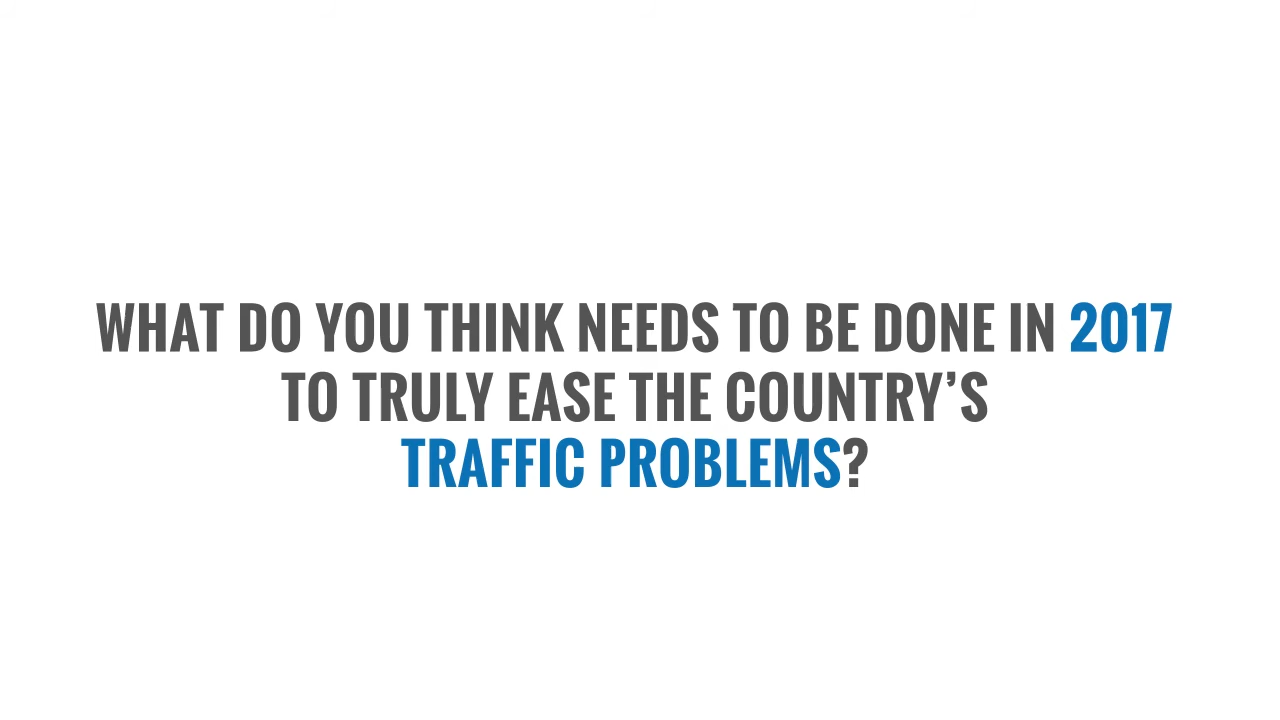 WHAT DO YOU THINK NEEDS TO BE DONE IN 2017
TO TRULY EASE THE COUNTRY’S
TRAFFIC PROBLEMS?